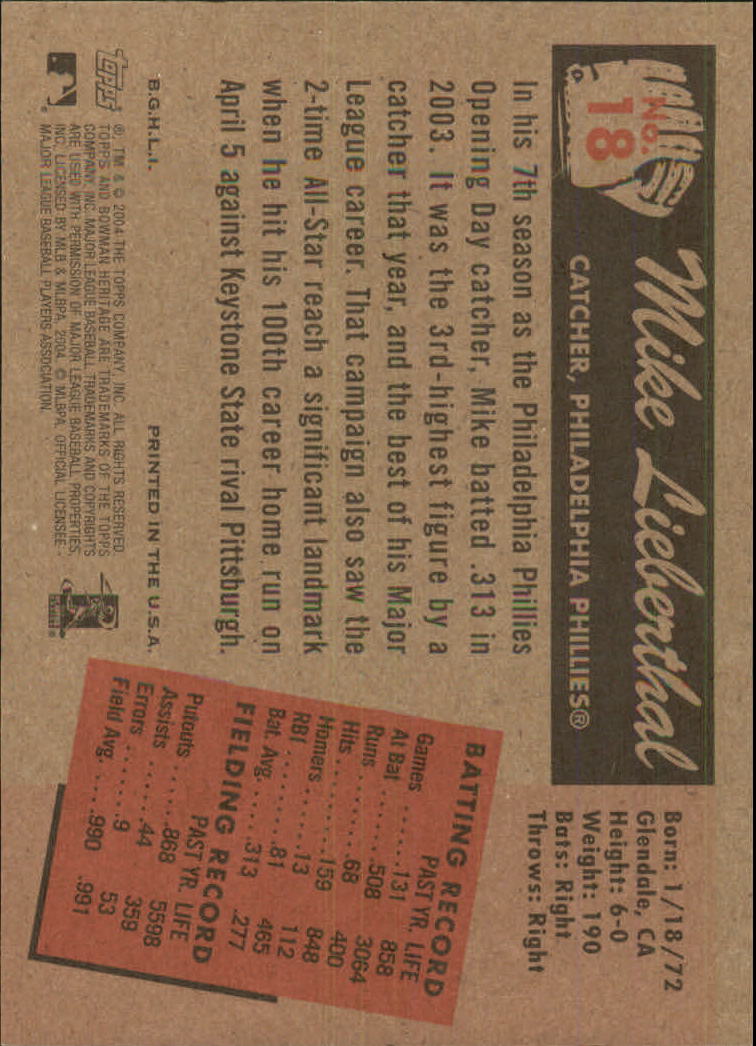 No.
18
Mike Lieberthal
CATCHER, PHILADELPHIA PHILLIES®
Born: 1/18/72
Glendale, CA
Height: 6-0
Weight: 190
Bats: Right
Throws: Right
In his 7th season as the Philadelphia Phillies
Opening Day catcher, Mike batted .313 in
2003. It was the 3rd-highest figure by a
catcher that year, and the best of his Major
League career. That campaign also saw the
2-time All-Star reach a significant landmark
when he hit his 100th career home run on
April 5 against Keystone State rival Pittsburgh.
BATTING RECORD
PAST YR. LIFE
Games ......131 858
At Bat ......508 3064
Runs ......68 400
Hits ......159 848
Homers ......13 112
RBI ......81 465
Bat. Avg. ......313 .277
FIELDING RECORD
PAST YR. LIFE
Putouts ......868 5598
Assists ......44 359
Errors ......9 53
Field Avg. ......990 .991
B.G.H.L.I. PRINTED IN THE U.S.A.
Topps
®, TM & © 2004 THE TOPPS COMPANY, INC. ALL RIGHTS RESERVED.
TOPPS AND BOWMAN HERITAGE ARE TRADEMARKS OF THE TOPPS
COMPANY, INC. MAJOR LEAGUE BASEBALL TRADEMARKS AND COPYRIGHTS
ARE USED WITH PERMISSION OF MAJOR LEAGUE BASEBALL PROPERTIES,
INC. LICENSED BY MLB & MLBPA 2004. © MLBPA, OFFICIAL LICENSEE -
MAJOR LEAGUE BASEBALL PLAYERS ASSOCIATION.